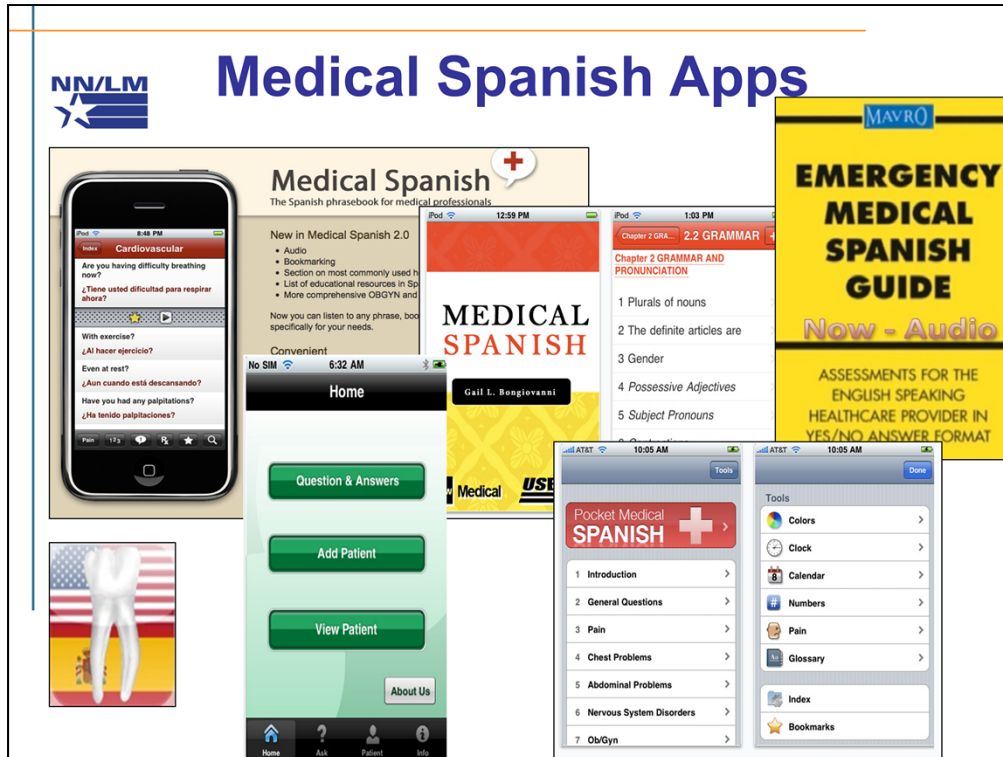 Medical Spanish Apps
NN/LM
Medical Spanish
The Spanish phrasebook for medical professionals
New in Medical Spanish 2.0
• Audio
• Bookmarking
• Section on most commonly used
• List of educational resources in
• More comprehensive OBGYN and
Now you can listen to any phrase,
specifically for your needs.
Convenient
iPod 8:48 PM
Index Cardiovascular
Are you having difficulty breathing
now?
¿Tiene usted dificultad para respirar
ahora?
With exercise?
¿Al hacer ejercicio?
Even at rest?
¿Aun cuando está descansando?
Have you had any palpitations?
¿Ha tenido palpitaciones?
Pain 123 Rx
iPod 12:59 PM
MEDICAL
SPANISH
Gail L. Bongiovanni
Medical
iPod 1:03 PM
Chapter 2 GRA... 2.2 GRAMMAR +
Chapter 2 GRAMMAR AND
PRONUNCIATION
1 Plurals of nouns
2 The definite articles are
3 Gender
4 Possessive Adjectives
5 Subject Pronouns
MAVRO
EMERGENCY
MEDICAL
SPANISH
GUIDE
Now - Audio
ASSESSMENTS FOR THE
ENGLISH SPEAKING
HEALTHCARE PROVIDER IN
YES/NO ANSWER FORMAT
No SIM 6:32 AM
Home
Question & Answers
Add Patient
View Patient
About Us
Home Ask Patient Info
AT&T 10:05 AM
Tools
Pocket Medical
SPANISH
1 Introduction
2 General Questions
3 Pain
4 Chest Problems
5 Abdominal Problems
6 Nervous System Disorders
7 Ob/Gyn
AT&T 10:05 AM
Done
Tools
Colors
Clock
8 Calendar
# Numbers
Pain
Glossary
Index
Bookmarks